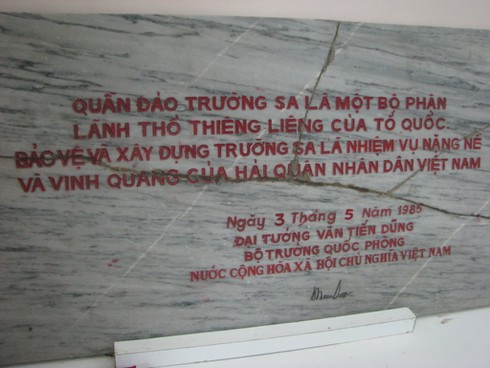 QUẦN ĐẢO TRƯỜNG SA LÀ MỘT BỘ PHẬN
LÃNH THỔ THIÊNG LIÊNG CỦA TỔ QUỐC.
BẢO VỆ VÀ XÂY DỰNG TRƯỜNG SA LÀ NHIỆM VỤ NẶNG NỀ
VÀ VINH QUANG CỦA HẢI QUÂN NHÂN DÂN VIỆT NAM
Ngày 3 Tháng 5 Năm 1985
ĐẠI TƯỚNG VĂN TIẾN DŨNG
BỘ TRƯỞNG QUỐC PHÒNG
NƯỚC CỘNG HÒA XÃ HỘI CHỦ NGHĨA VIỆT NAM